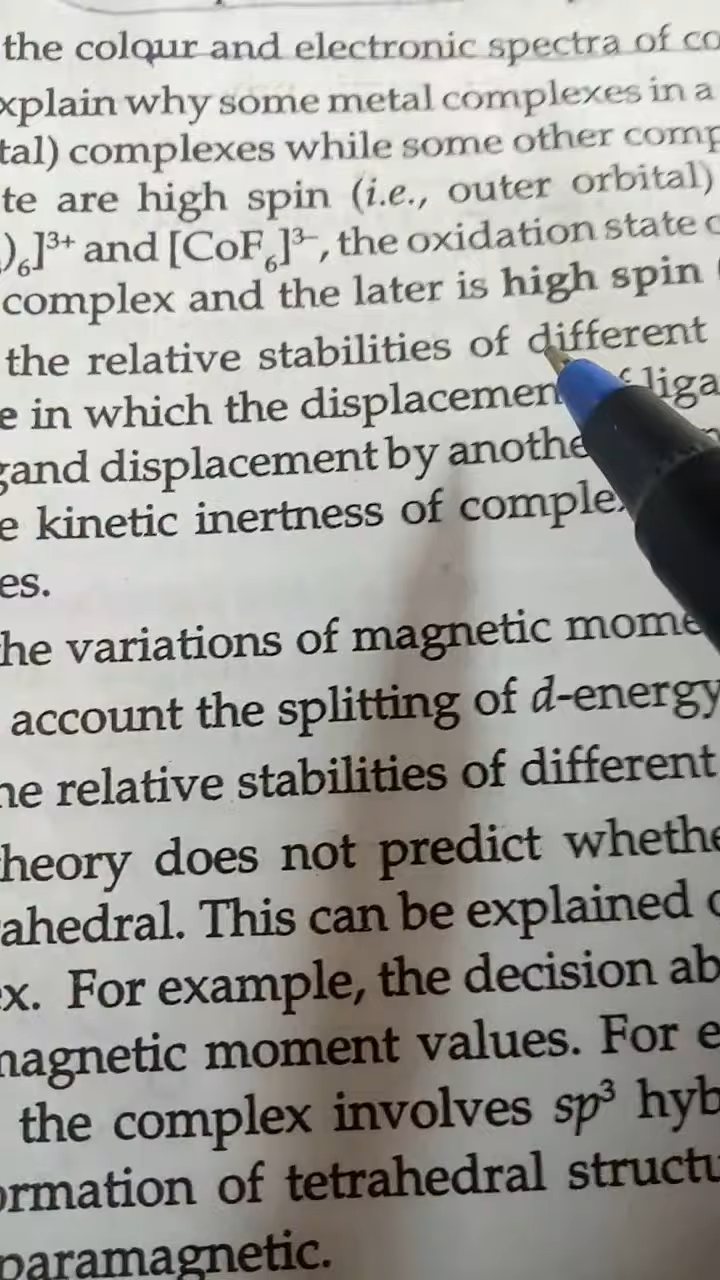 the colour and electronic spectra of co
xplain why some metal complexes in a
tal) complexes while some other comp
te are high spin (i.e., outer orbital)
)₆]³⁺ and [CoF₆]³⁻, the oxidation state
complex and the later is high spin (
the relative stabilities of different
e in which the displacemen liga
gand displacement by anothe
e kinetic inertness of comple
es.
he variations of magnetic mome
account the splitting of d-energy
he relative stabilities of different
heory does not predict whethe
ahedral. This can be explained
ex. For example, the decision ab
magnetic moment values. For e
the complex involves sp³ hyb
ormation of tetrahedral structu
paramagnetic.